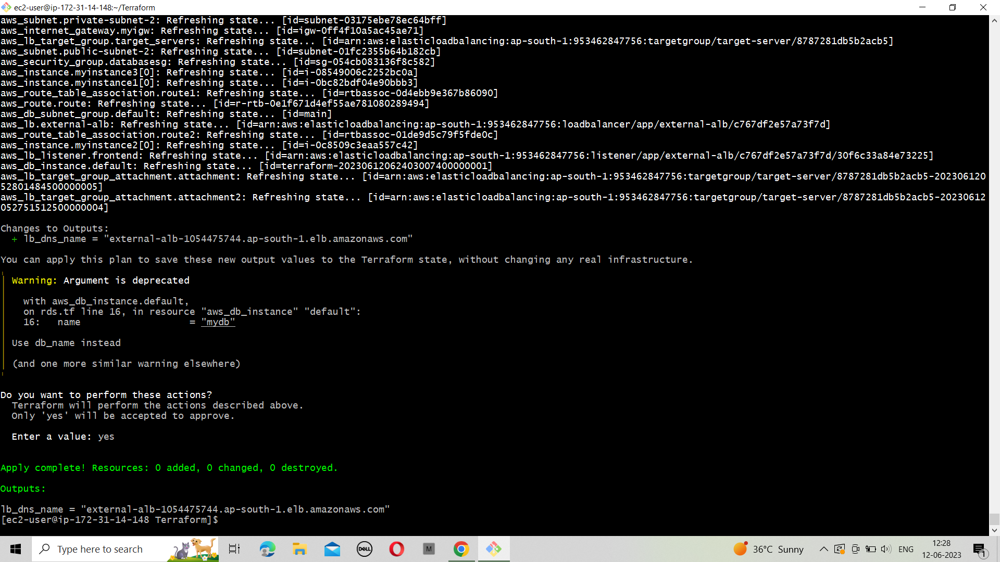 ec2-user@ip-172-31-14-148:~/Terraform
aws_subnet.private-subnet-2: Refreshing state... [id=subnet-03175ebe78ec64bff]
aws_internet_gateway.myigw: Refreshing state... [id=igw-0ff4f10a5ac45ae71]
aws_lb_target_group.target_servers: Refreshing state... [id=arn:aws:elasticloadbalancing:ap-south-1:953462847756:targetgroup/target-server/8787281db5b2acb5]
aws_subnet.public-subnet-2: Refreshing state... [id=subnet-01fc2355b64b182cb]
aws_security_group.databasesg: Refreshing state... [id=sg-054cb083136f8c582]
aws_instance.myinstance3[0]: Refreshing state... [id=i-08549006c2252bc0a]
aws_instance.myinstance1[0]: Refreshing state... [id=i-0bc82bdf04e90bbb3]
aws_route_table_association.route1: Refreshing state... [id=rtbassoc-0d4ebb9e367b86090]
aws_route.route: Refreshing state... [id=r-rtb-0e1f671d4ef55ae781080289494]
aws_db_subnet_group.default: Refreshing state... [id=main]
aws_lb.external-alb: Refreshing state... [id=arn:aws:elasticloadbalancing:ap-south-1:953462847756:loadbalancer/app/external-alb/c767df2e57a73f7d]
aws_route_table_association.route2: Refreshing state... [id=rtbassoc-01de9d5c79f5fde0c]
aws_instance.myinstance2[0]: Refreshing state... [id=i-0c8509c3eaa557c42]
aws_lb_listener.frontend: Refreshing state... [id=arn:aws:elasticloadbalancing:ap-south-1:953462847756:listener/app/external-alb/c767df2e57a73f7d/30f6c33a84e73225]
aws_db_instance.default: Refreshing state... [id=terraform-20230612062403007400000001]
aws_lb_target_group_attachment.attachment: Refreshing state... [id=arn:aws:elasticloadbalancing:ap-south-1:953462847756:targetgroup/target-server/8787281db5b2acb5-202306120
52801484500000005]
aws_lb_target_group_attachment.attachment2: Refreshing state... [id=arn:aws:elasticloadbalancing:ap-south-1:953462847756:targetgroup/target-server/8787281db5b2acb5-20230612
052751512500000004]
Changes to Outputs:
+ lb_dns_name = "external-alb-1054475744.ap-south-1.elb.amazonaws.com"
You can apply this plan to save these new output values to the Terraform state, without changing any real infrastructure.
Warning: Argument is deprecated
with aws_db_instance.default,
on rds.tf line 16, in resource "aws_db_instance" "default":
16: name = "mydb"
Use db_name instead
(and one more similar warning elsewhere)
Do you want to perform these actions?
Terraform will perform the actions described above.
Only 'yes' will be accepted to approve.
Enter a value: yes
Apply complete! Resources: 0 added, 0 changed, 0 destroyed.
Outputs:
lb_dns_name = "external-alb-1054475744.ap-south-1.elb.amazonaws.com"
[ec2-user@ip-172-31-14-148 Terraform]$
Type here to search
DELL
M
36°C Sunny
ENG
12:28
12-06-2023
1